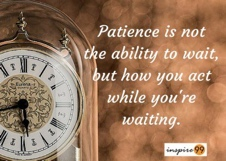 Patience is not
the ability to wait,
but how you act
while you're
waiting.
inspire99